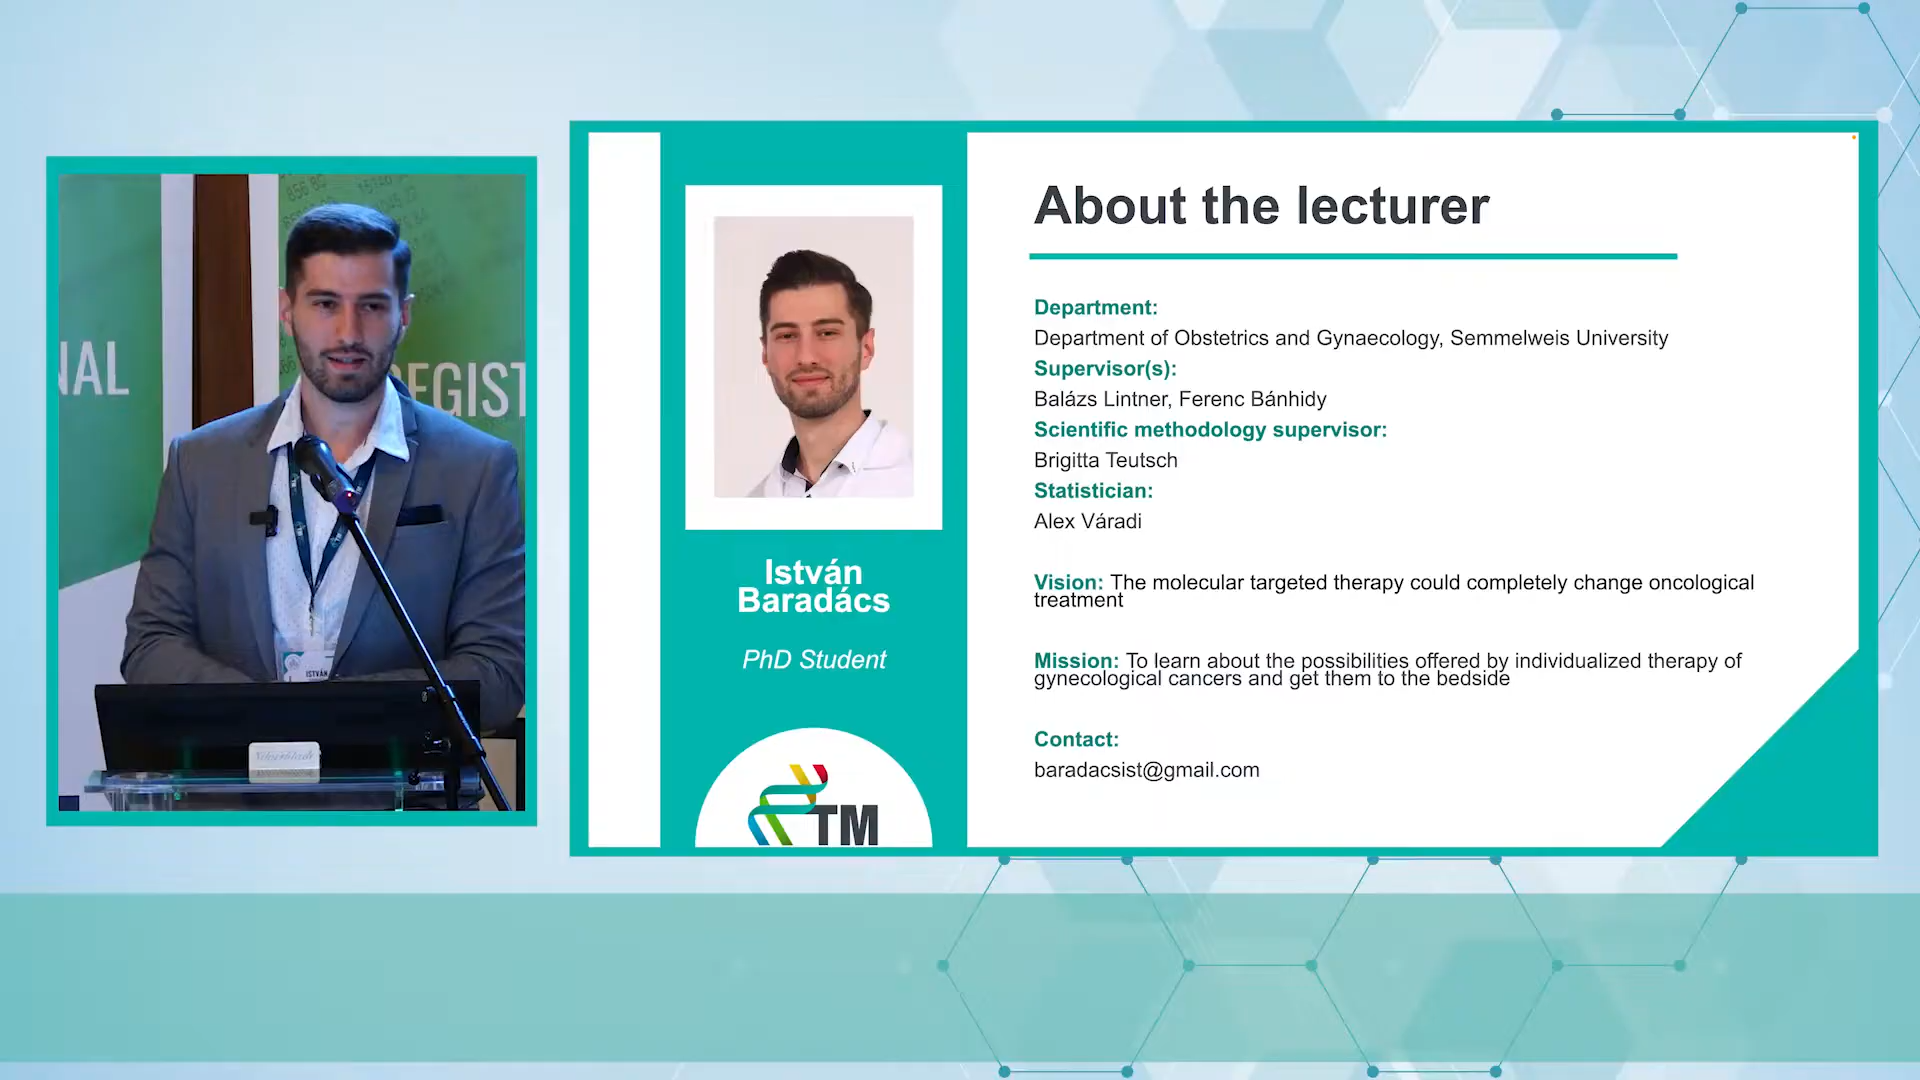 NAL
REGIST
ISTVÁN
István
Baradács
PhD Student
TM
About the lecturer
Department:
Department of Obstetrics and Gynaecology, Semmelweis University
Supervisor(s):
Balázs Lintner, Ferenc Bánhidy
Scientific methodology supervisor:
Brigitta Teutsch
Statistician:
Alex Váradi
Vision: The molecular targeted therapy could completely change oncological
treatment
Mission: To learn about the possibilities offered by individualized therapy of
gynecological cancers and get them to the bedside
Contact:
baradacsist@gmail.com